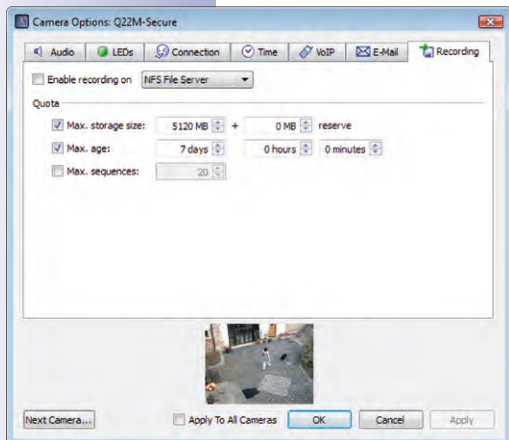 Camera Options: Q22M-Secure
Audio LEDs Connection Time VoIP E-Mail Recording
Enable recording on NFS File Server
Quota
Max. storage size: 5120 MB + 0 MB reserve
Max. age: 7 days 0 hours 0 minutes
Max. sequences: 20
Next Camera... Apply To All Cameras OK Cancel Apply